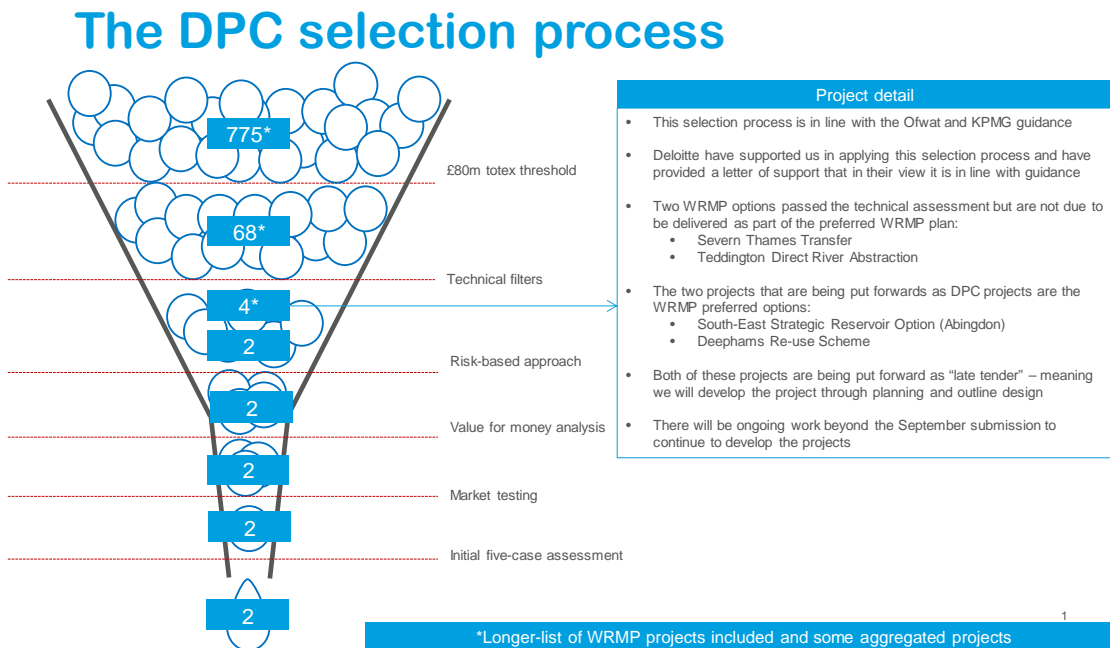 The DPC selection process
775*
£80m totex threshold
68*
Technical filters
4*
2
Risk-based approach
2
Value for money analysis
2
Market testing
2
Initial five-case assessment
2
Project detail
• This selection process is in line with the Ofwat and KPMG guidance
• Deloitte have supported us in applying this selection process and have
provided a letter of support that in their view it is in line with guidance
• Two WRMP options passed the technical assessment but are not due to
be delivered as part of the preferred WRMP plan:
• Severn Thames Transfer
• Teddington Direct River Abstraction
• The two projects that are being put forwards as DPC projects are the
WRMP preferred options:
• South-East Strategic Reservoir Option (Abingdon)
• Deephams Re-use Scheme
• Both of these projects are being put forward as “late tender” – meaning
we will develop the project through planning and outline design
• There will be ongoing work beyond the September submission to
continue to develop the projects
1
*Longer-list of WRMP projects included and some aggregated projects